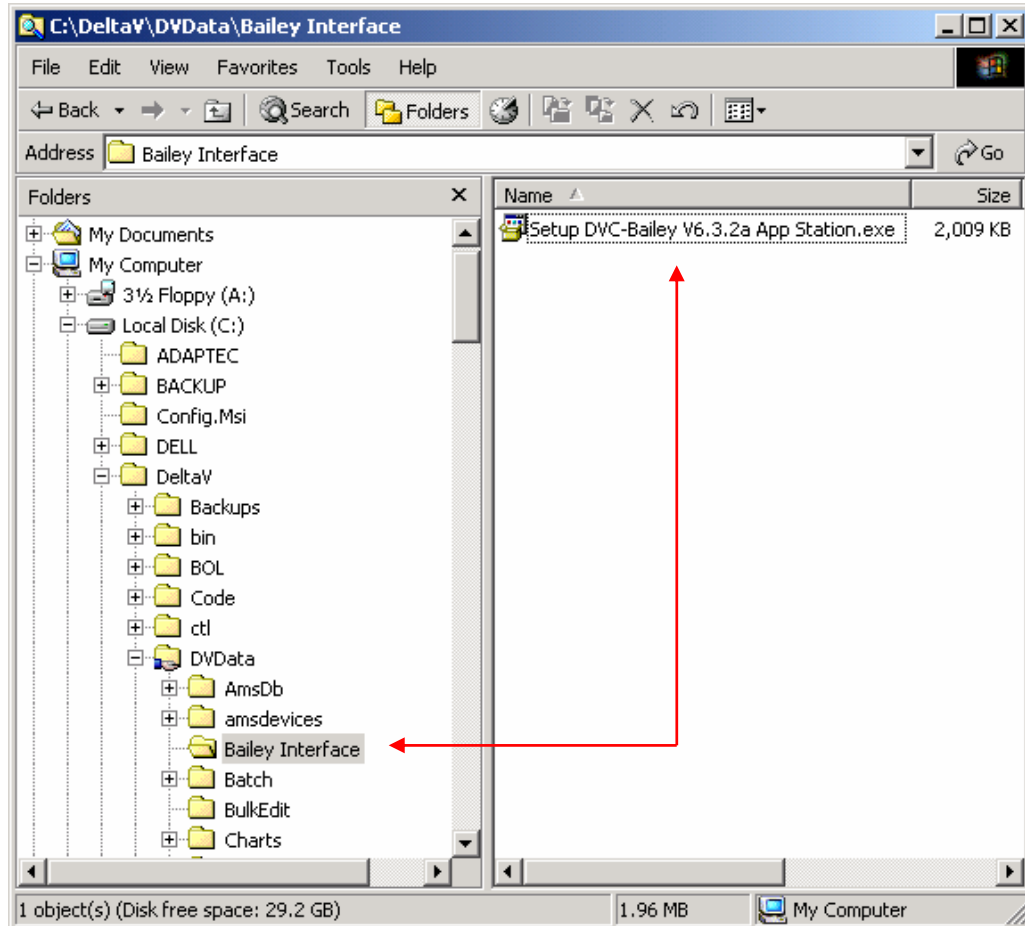 C:\DeltaV\DVData\Bailey Interface
File Edit View Favorites Tools Help
Back Search Folders
Address Bailey Interface Go
Folders
Name Size
My Documents
Setup DVC-Bailey V6.3.2a App Station.exe 2,009 KB
My Computer
3½ Floppy (A:)
Local Disk (C:)
ADAPTEC
BACKUP
Config.Msi
DELL
DeltaV
Backups
bin
BOL
Code
ctl
DVData
AmsDb
amsdevices
Bailey Interface
Batch
BulkEdit
Charts
1 object(s) (Disk free space: 29.2 GB) 1.96 MB My Computer